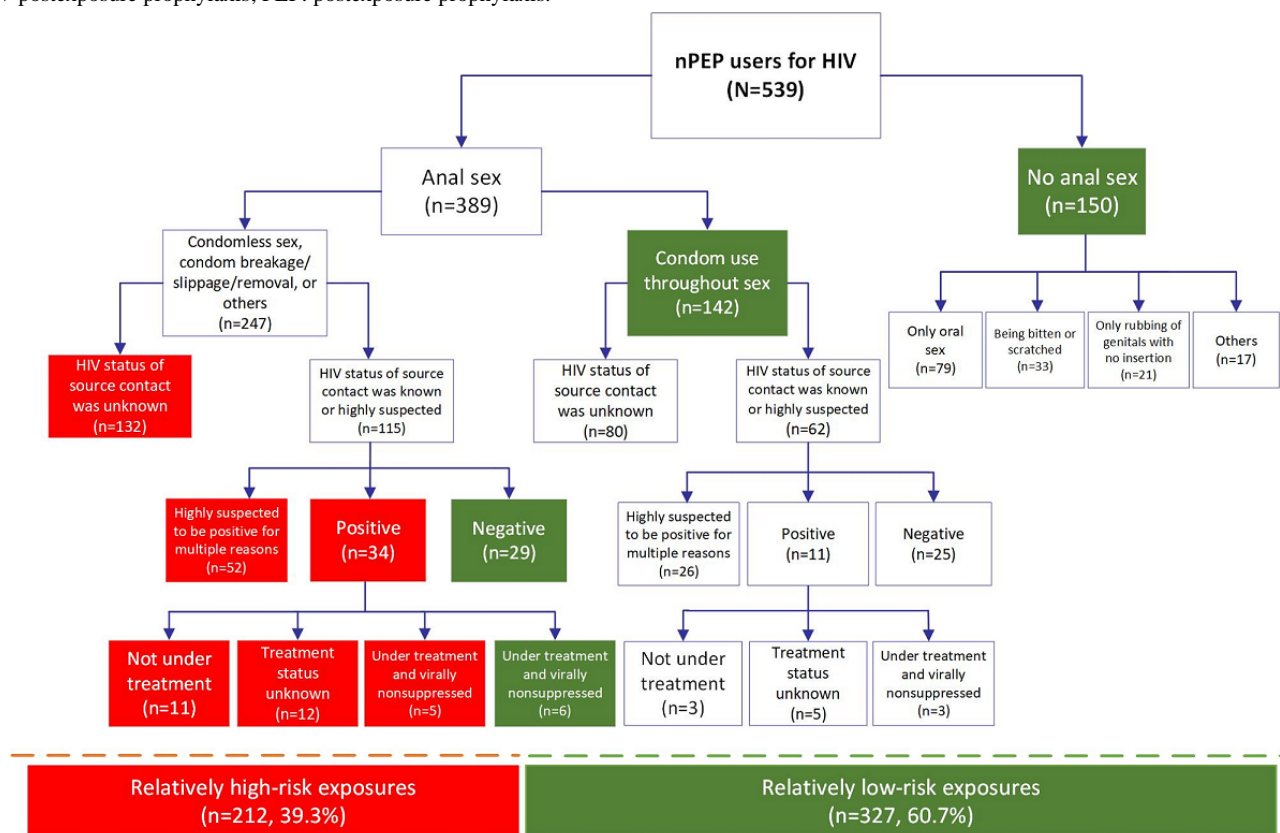 nPEP users for HIV
(N=539)
Anal sex
(n=389)
No anal sex
(n=150)
Condomless sex,
condom breakage/
slippage/removal, or
others
(n=247)
Condom use
throughout sex
(n=142)
Only oral
sex
(n=79)
Being bitten or
scratched
(n=33)
Only rubbing of
genitals with
no insertion
(n=21)
Others
(n=17)
HIV status of
source contact
was unknown
(n=132)
HIV status of source
contact was known
or highly suspected
(n=115)
HIV status of
source contact
was unknown
(n=80)
HIV status of source
contact was known
or highly suspected
(n=62)
Highly suspected
to be positive for
multiple reasons
(n=52)
Positive
(n=34)
Negative
(n=29)
Highly suspected
to be positive for
multiple reasons
(n=26)
Positive
(n=11)
Negative
(n=25)
Not under
treatment
(n=11)
Treatment
status
unknown
(n=12)
Under treatment
and virally
nonsuppressed
(n=5)
Under treatment
and virally
nonsuppressed
(n=6)
Not under
treatment
(n=3)
Treatment
status
unknown
(n=5)
Under treatment
and virally
nonsuppressed
(n=3)
Relatively high-risk exposures
(n=212, 39.3%)
Relatively low-risk exposures
(n=327, 60.7%)